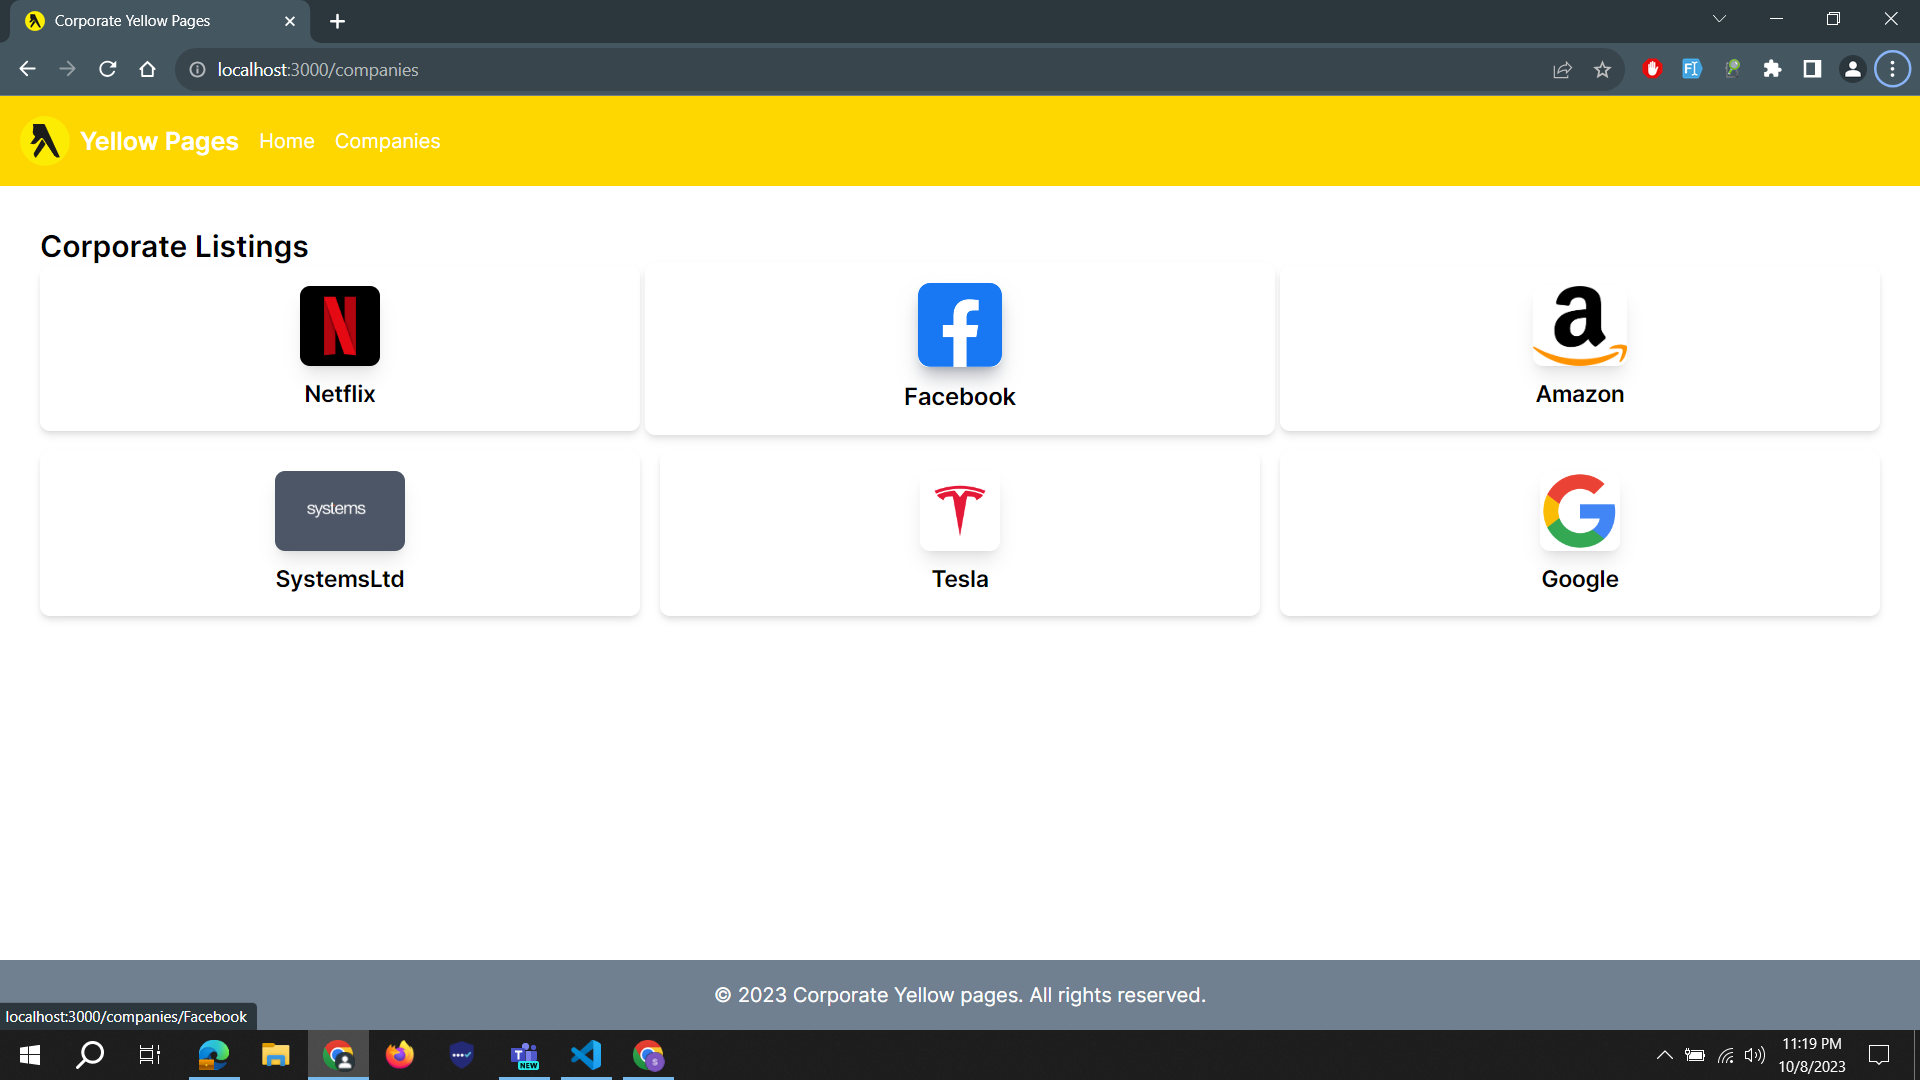 Corporate Yellow Pages
localhost:3000/companies
Yellow Pages Home Companies
Corporate Listings
N
f
a
Netflix
Facebook
Amazon
systems
SystemsLtd
Tesla
Google
© 2023 Corporate Yellow pages. All rights reserved.
localhost:3000/companies/Facebook
NEW
11:19 PM
10/8/2023